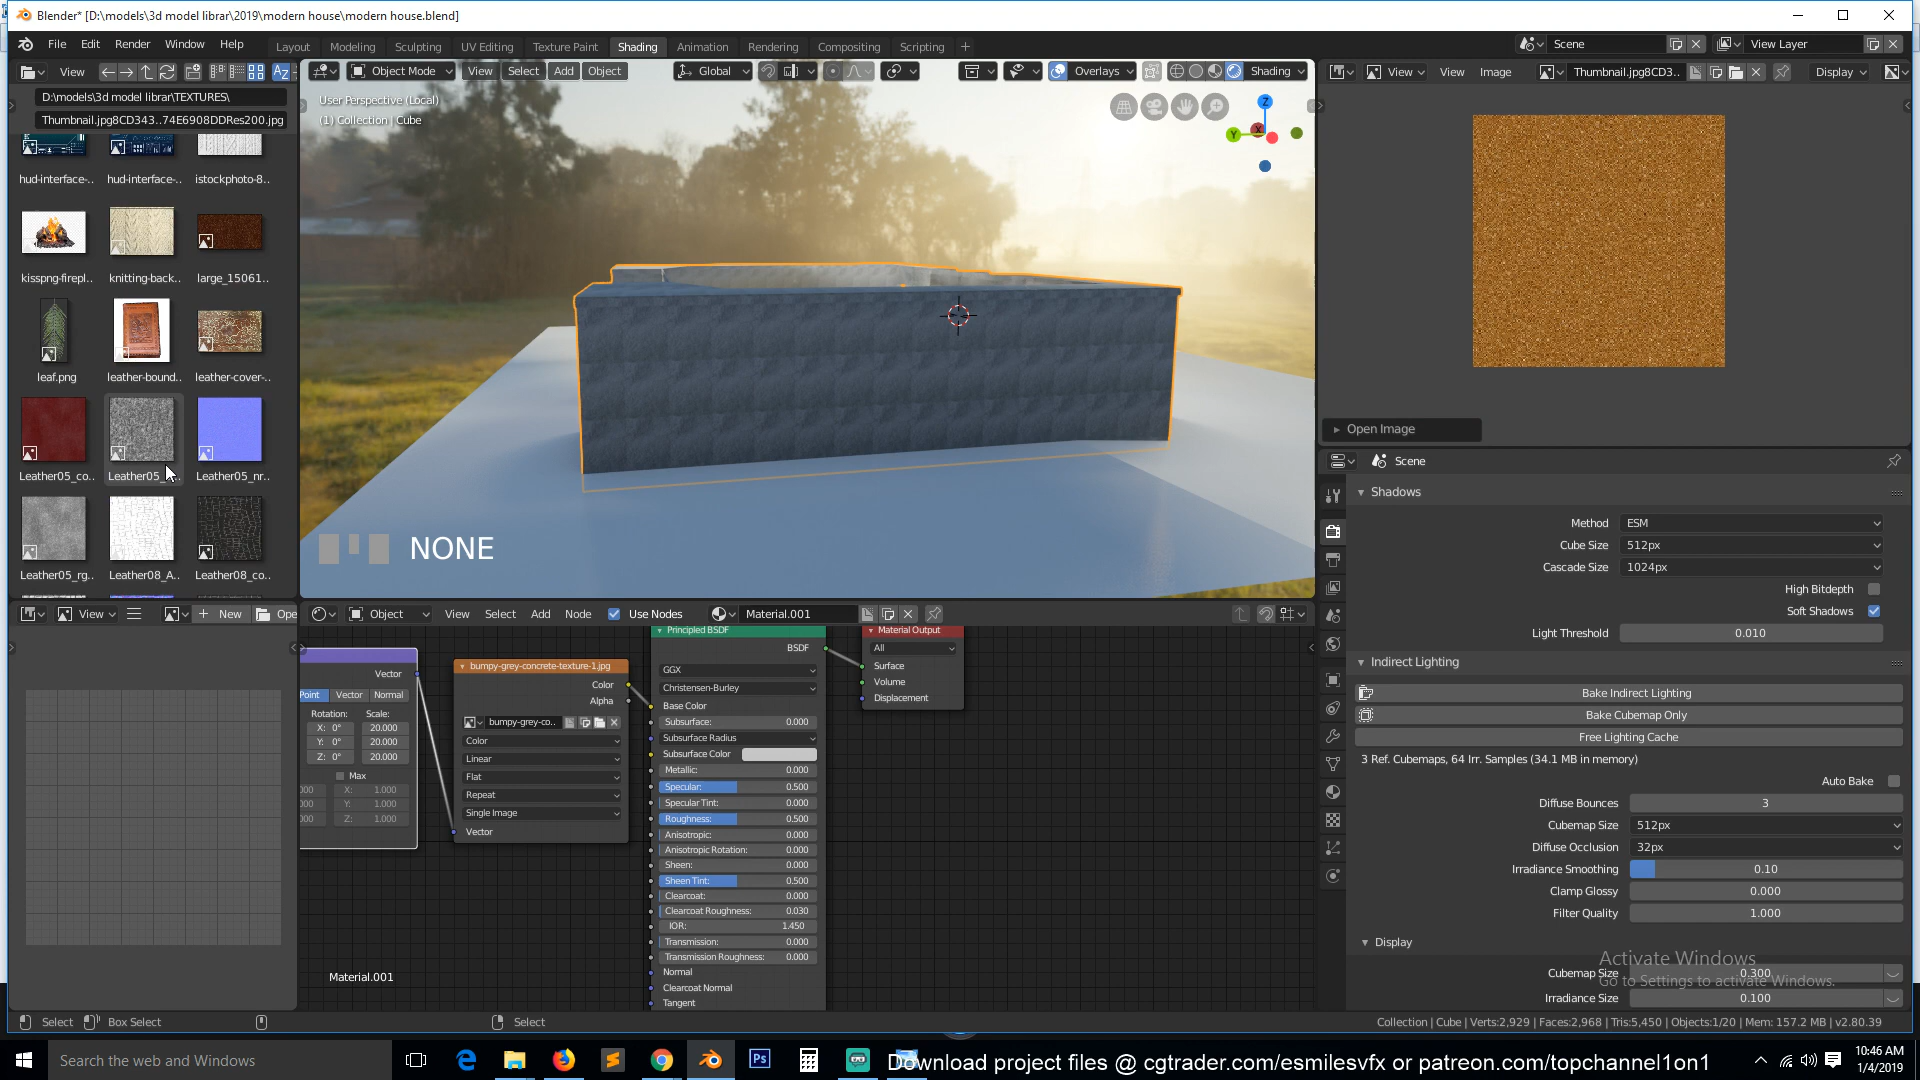 Blender* [D:\models\3d model librar\2019\modern house\modern house.blend]
File Edit Render Window Help
Layout Modeling Sculpting UV Editing Texture Paint Shading Animation Rendering Compositing Scripting +
Scene
View Layer
View
D:\models\3d model librar\TEXTURES\
Thumbnail.jpg8CD343..74E6908DDRes200.jpg
hud-interface-.. hud-interface-.. istockphoto-8..
kisspng-firepl.. knitting-back.. large_15061..
leaf.png leather-bound.. leather-cover-..
Leather05_co.. Leather05_ Leather05_nr..
Leather05_rg.. Leather08_A.. Leather08_co..
Object Mode View Select Add Object Global Overlays Shading
User Perspective (Local)
(1) Collection | Cube
Z
Y
X
NONE
View View Image Thumbnail.jpg8CD3.. Display
Open Image
Scene
Shadows
Method ESM
Cube Size 512px
Cascade Size 1024px
High Bitdepth
Soft Shadows
Light Threshold 0.010
Indirect Lighting
Bake Indirect Lighting
Bake Cubemap Only
Free Lighting Cache
3 Ref. Cubemaps, 64 Irr. Samples (34.1 MB in memory)
Auto Bake
Diffuse Bounces 3
Cubemap Size 512px
Diffuse Occlusion 32px
Irradiance Smoothing 0.10
Clamp Glossy 0.000
Filter Quality 1.000
Display
Cubemap Size 0.300
Irradiance Size 0.100
Activate Windows
Go to Settings to activate Windows.
View New Ope
Object View Select Add Node Use Nodes Material.001
Vector
Point Vector Normal
Rotation: Scale:
X: 0° 20.000
Y: 0° 20.000
Z: 0° 20.000
Max
000 X: 1.000
000 Y: 1.000
000 Z: 1.000
bumpy-grey-concrete-texture-1.jpg
Color
Alpha
bumpy-grey-co..
Color
Linear
Flat
Repeat
Single Image
Vector
Principled BSDF
BSDF
GGX
Christensen-Burley
Base Color
Subsurface: 0.000
Subsurface Radius
Subsurface Color
Metallic: 0.000
Specular: 0.500
Specular Tint: 0.000
Roughness: 0.500
Anisotropic: 0.000
Anisotropic Rotation: 0.000
Sheen: 0.000
Sheen Tint: 0.500
Clearcoat: 0.000
Clearcoat Roughness: 0.030
IOR: 1.450
Transmission: 0.000
Transmission Roughness: 0.000
Normal
Clearcoat Normal
Tangent
Material Output
All
Surface
Volume
Displacement
Material.001
Select Box Select Select
Collection | Cube | Verts:2,929 | Faces:2,968 | Tris:5,450 | Objects:1/20 | Mem: 157.2 MB | v2.80.39
Search the web and Windows
Download project files @ cgtrader.com/esmilesvfx or patreon.com/topchannel1on1
10:46 AM
1/4/2019